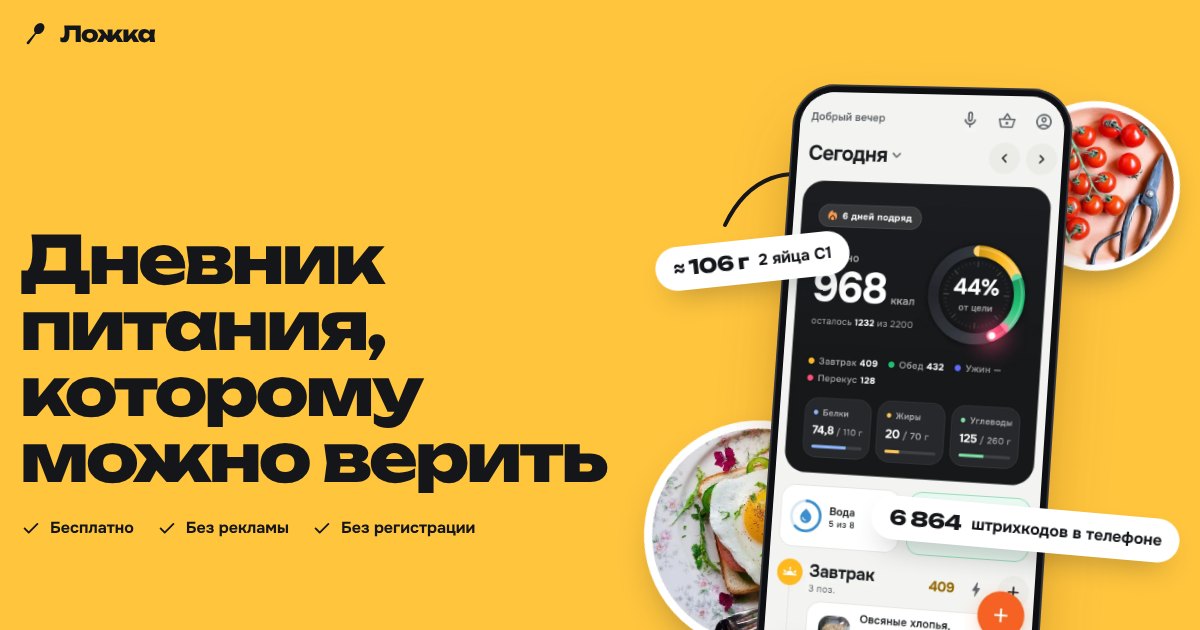 Ложка
Дневник
питания,
которому
можно верить
Бесплатно
Без рекламы
Без регистрации
Добрый вечер
Сегодня
6 дней подряд
≈106 г 2 яйца С1
968 ккал
осталось 1232 из 2200
44%
от цели
Завтрак 409 Обед 432 Ужин —
Перекус 128
Белки
74,8 / 110 г
Жиры
20 / 70 г
Углеводы
125 / 260 г
Вода
5 из 8
6 864 штрихкодов в телефоне
Завтрак
3 поз.
409
Овсяные хлопья,